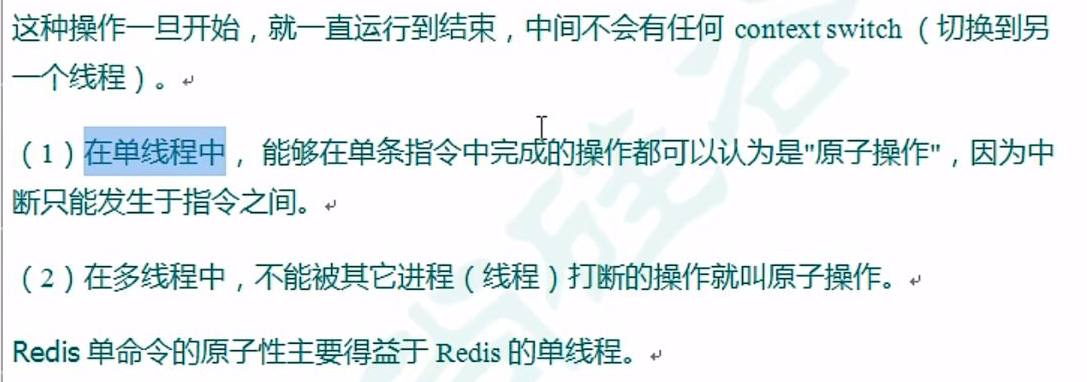 这种操作一旦开始，就一直运行到结束，中间不会有任何 context switch（切换到另
一个线程）。
（1）在单线程中， 能够在单条指令中完成的操作都可以认为是"原子操作"，因为中
断只能发生于指令之间。
（2）在多线程中，不能被其它进程（线程）打断的操作就叫原子操作。
Redis 单命令的原子性主要得益于 Redis 的单线程。